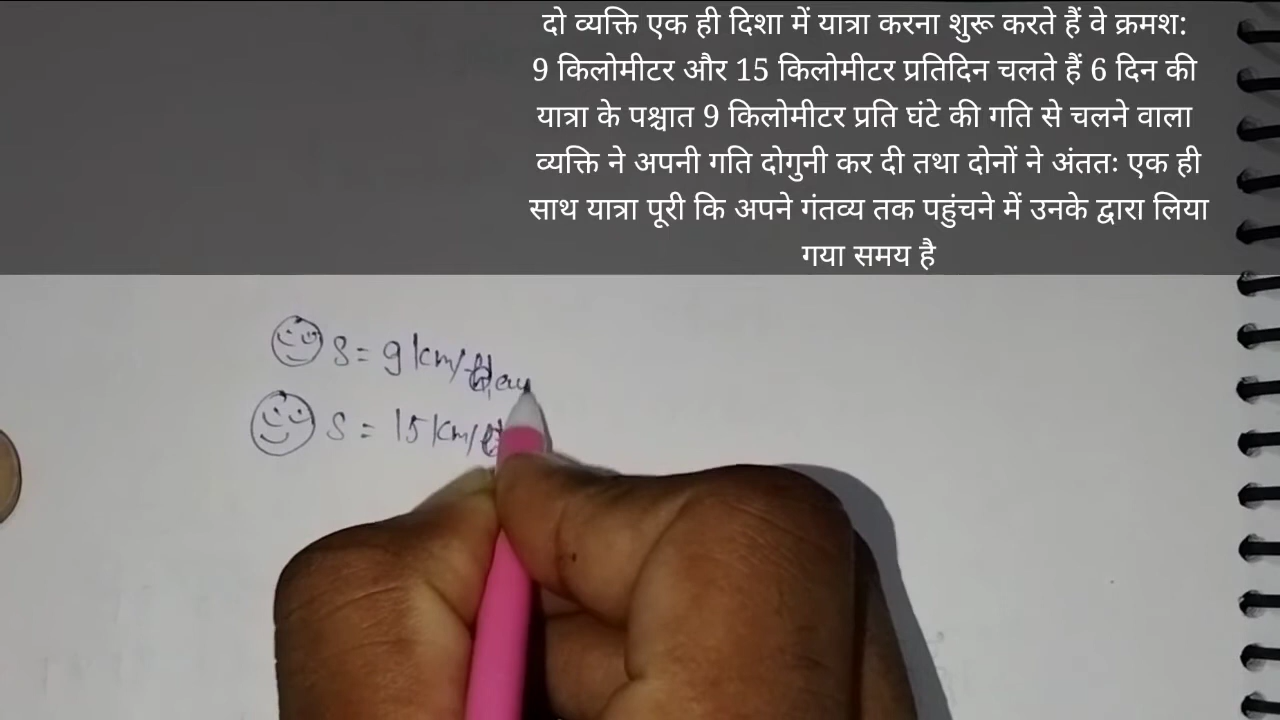 दो व्यक्ति एक ही दिशा में यात्रा करना शुरू करते हैं वे क्रमश:
9 किलोमीटर और 15 किलोमीटर प्रतिदिन चलते हैं 6 दिन की
यात्रा के पश्चात 9 किलोमीटर प्रति घंटे की गति से चलने वाला
व्यक्ति ने अपनी गति दोगुनी कर दी तथा दोनों ने अंततः एक ही
साथ यात्रा पूरी कि अपने गंतव्य तक पहुंचने में उनके द्वारा लिया
गया समय है
S = 9 km/day
S = 15 km/